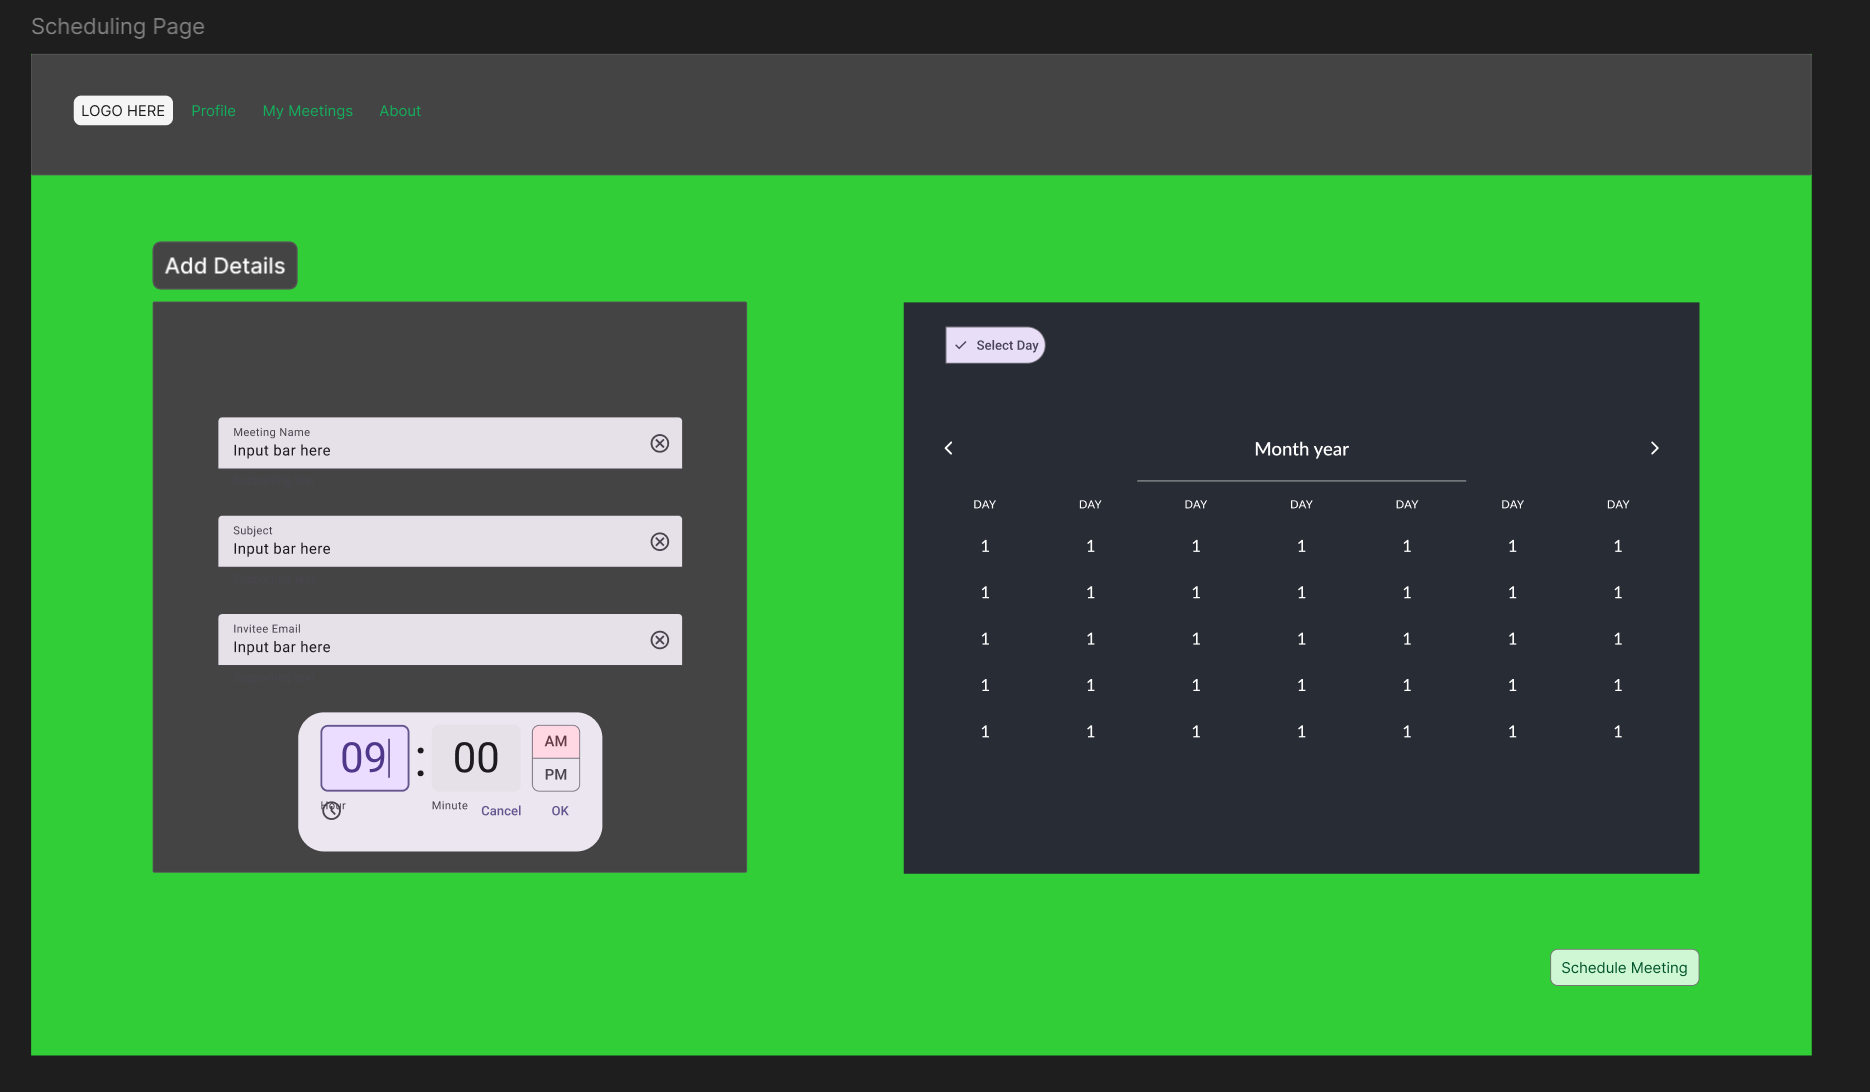 Scheduling Page
LOGO HERE Profile My Meetings About
Add Details
Meeting Name
Input bar here
Subject
Input bar here
Invitee Email
Input bar here
09 : 00 AM
PM
Hour Minute Cancel OK
Select Day
Month year
DAY DAY DAY DAY DAY DAY DAY
1 1 1 1 1 1 1
1 1 1 1 1 1 1
1 1 1 1 1 1 1
1 1 1 1 1 1 1
1 1 1 1 1 1 1
Schedule Meeting